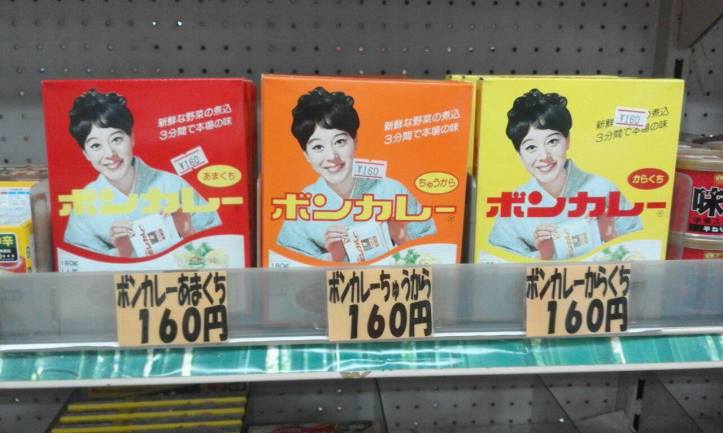 新鮮な野菜の煮込
3分間で本場の味
¥160
あまくち
ボンカレー
180g
新鮮な野菜の煮込
3分間で本場の味
¥160
ちゅうから
ボンカレー
180g
新鮮
煮込
3分間で本場の味
¥160
からくち
ボンカレー
味
辛
ボンカレーあまくち
160円
ボンカレーちゅうから
160円
ボンカレーからくち
160円